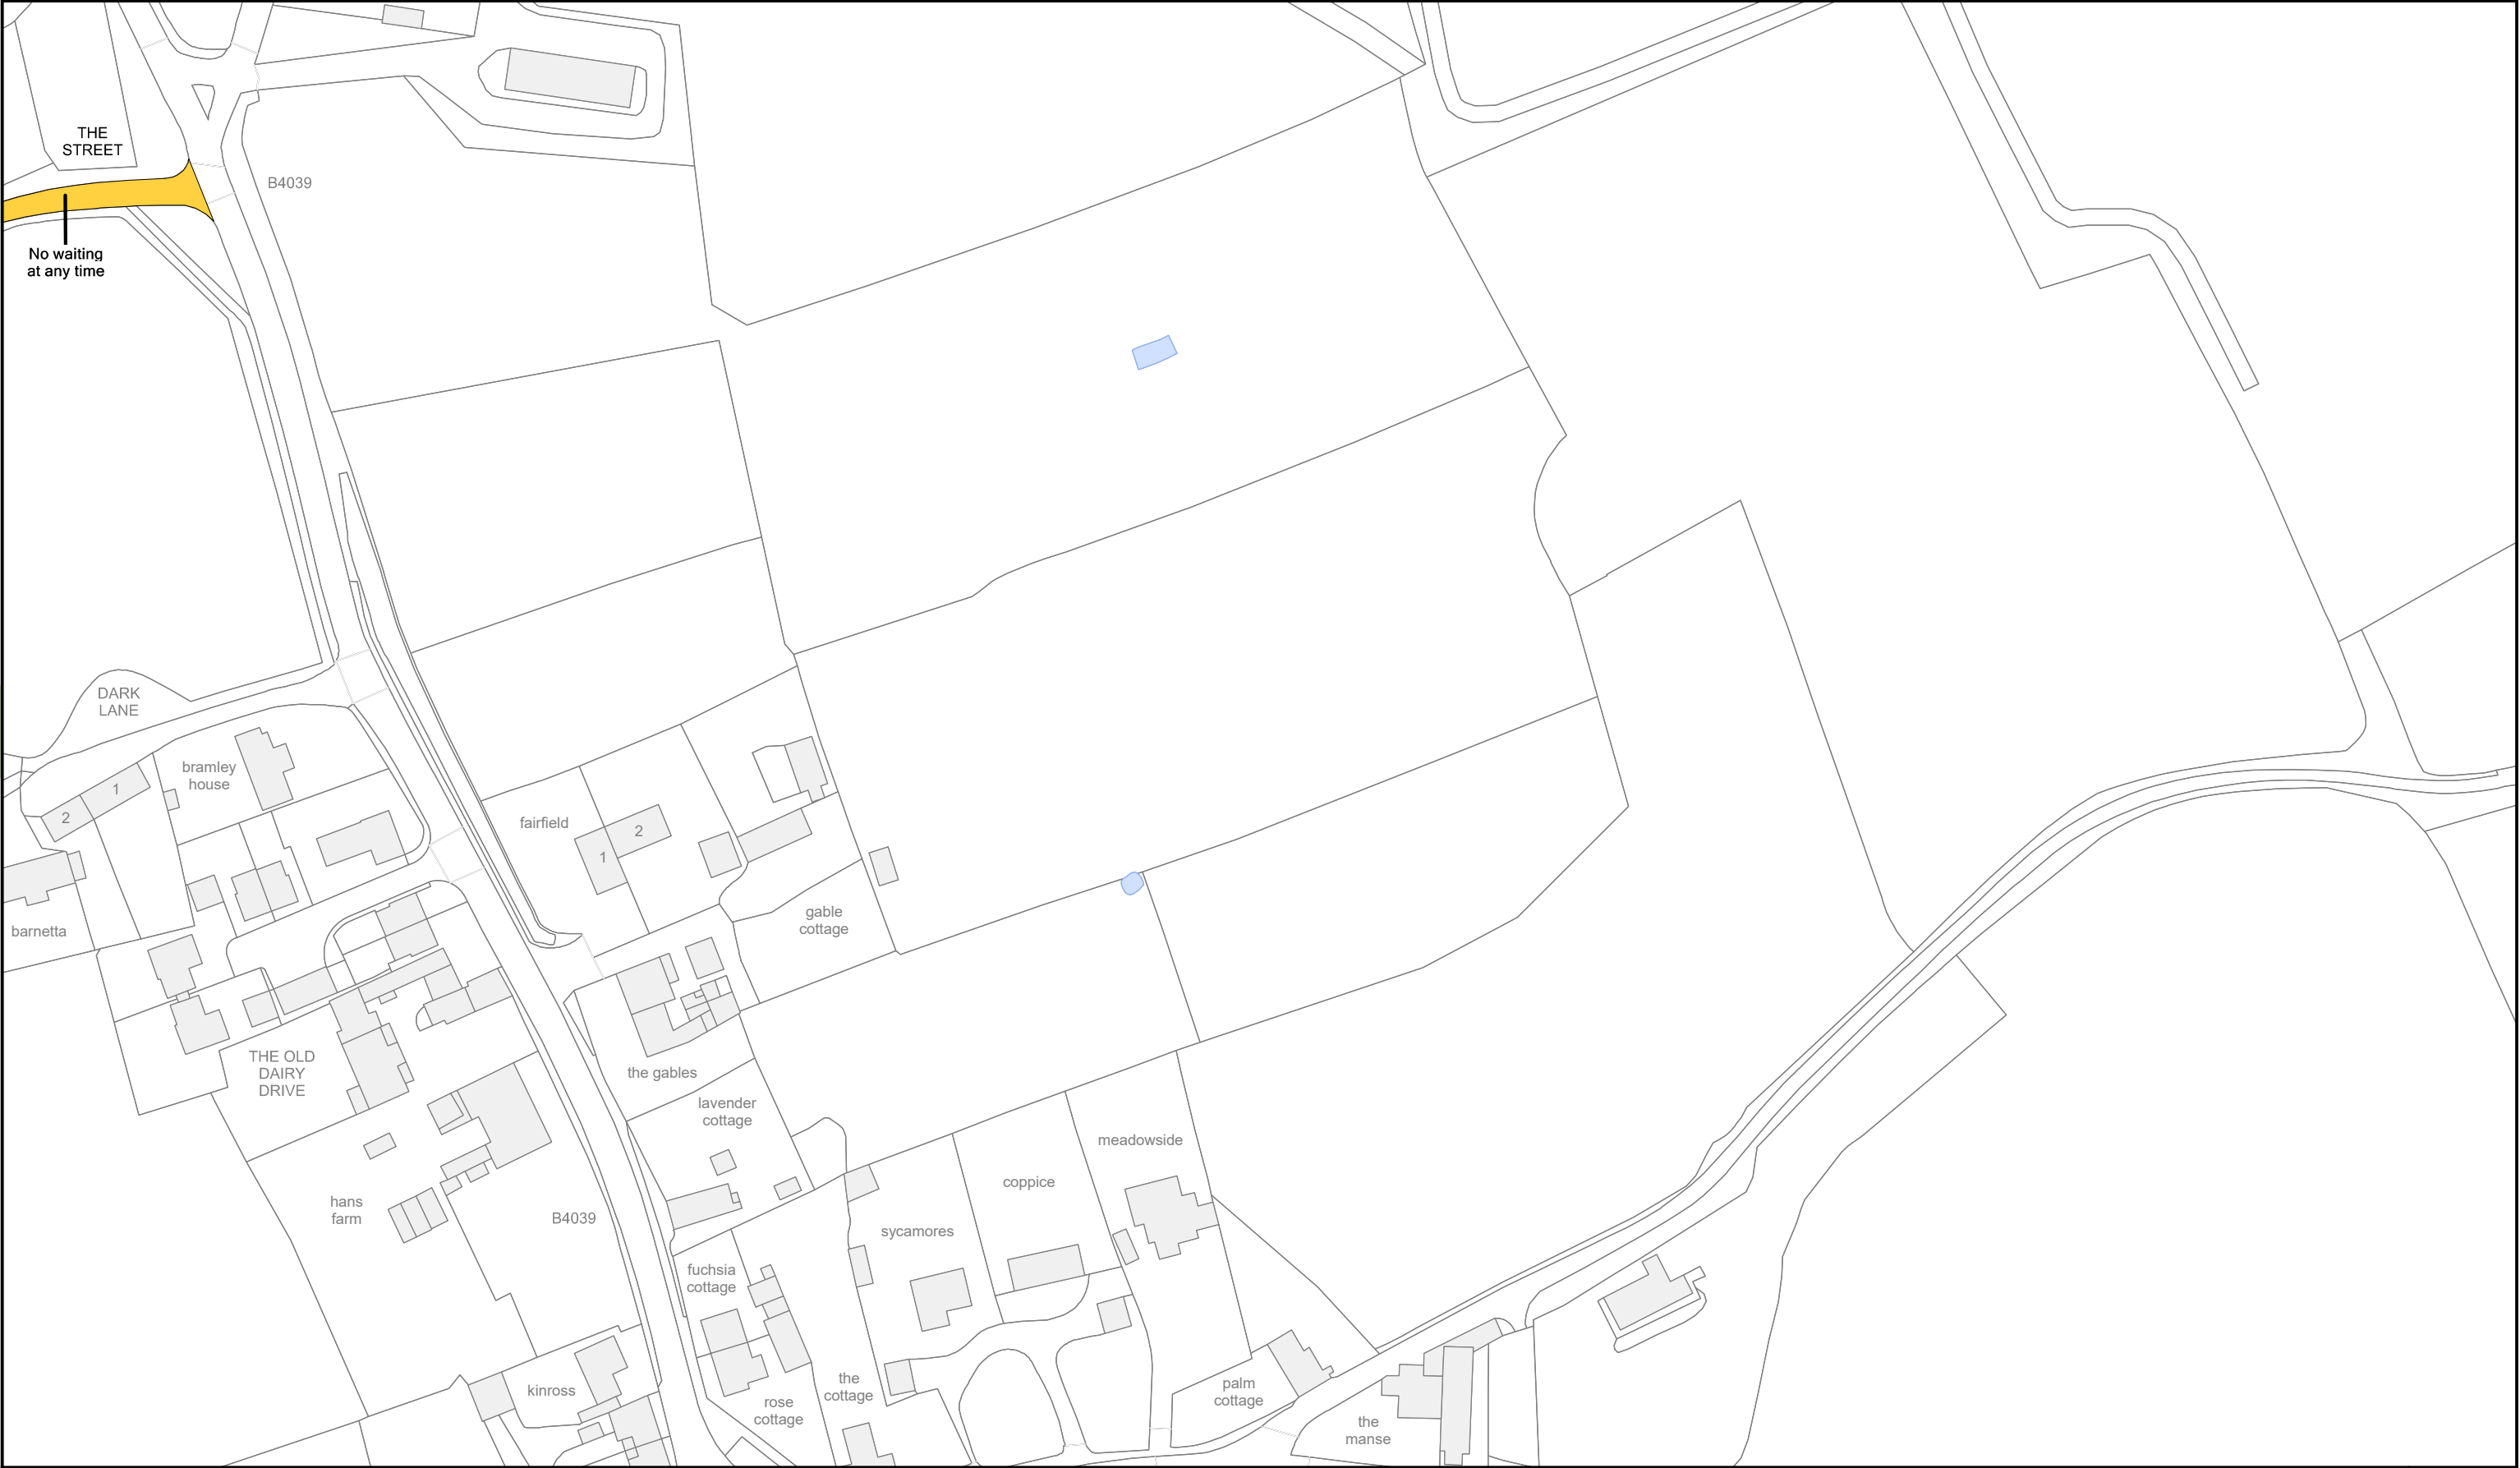 THE
STREET
B4039
No waiting
at any time
DARK
LANE
bramley
house
1
2
fairfield
2
1
barnetta
gable
cottage
THE OLD
DAIRY
DRIVE
the gables
lavender
cottage
meadowside
coppice
hans
farm
B4039
sycamores
fuchsia
cottage
kinross
the
cottage
rose
cottage
palm
cottage
the
manse